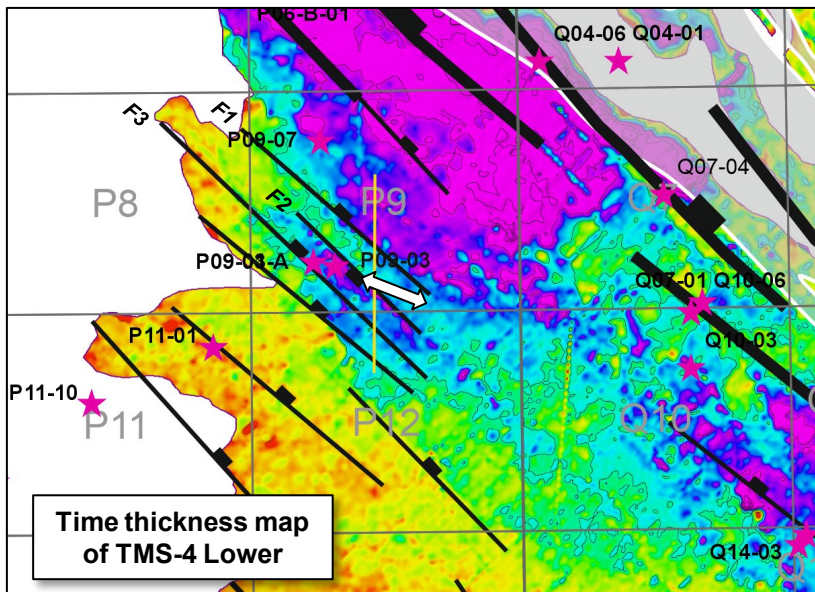 P06-B-01
Q04-06 Q04-01
F3
F1
P09-07
Q07-04
P8
P9
Q7
F2
P09-03
Q07-01 Q10-06
P11-01
Q10-03
P11-10
P11
P12
Q10
Time thickness map
of TMS-4 Lower
Q14-03